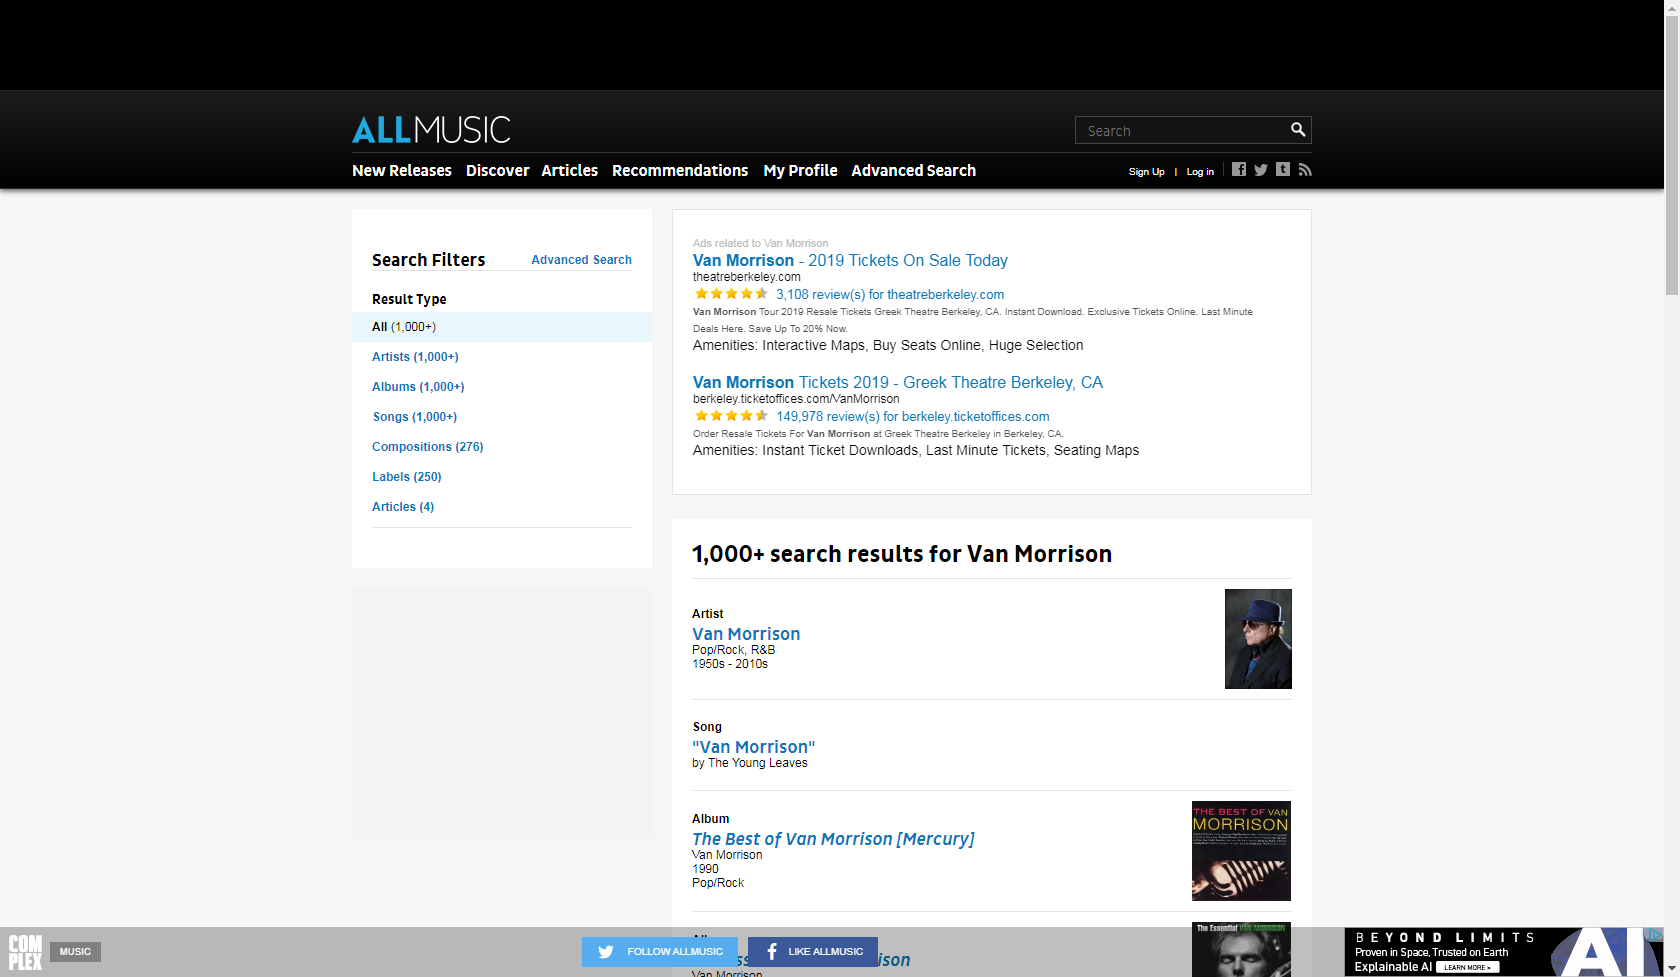 ALLMUSIC
Search
New Releases Discover Articles Recommendations My Profile Advanced Search
Sign Up | Log in
Search Filters
Advanced Search
Result Type
All (1,000+)
Artists (1,000+)
Albums (1,000+)
Songs (1,000+)
Compositions (276)
Labels (250)
Articles (4)
Ads related to Van Morrison
Van Morrison - 2019 Tickets On Sale Today
theatreberkeley.com
3,108 review(s) for theatreberkeley.com
Van Morrison Tour 2019 Resale Tickets Greek Theatre Berkeley, CA. Instant Download. Exclusive Tickets Online. Last Minute
Deals Here. Save Up To 20% Now.
Amenities: Interactive Maps, Buy Seats Online, Huge Selection
Van Morrison Tickets 2019 - Greek Theatre Berkeley, CA
berkeley.ticketoffices.com/VanMorrison
149,978 review(s) for berkeley.ticketoffices.com
Order Resale Tickets For Van Morrison at Greek Theatre Berkeley in Berkeley, CA.
Amenities: Instant Ticket Downloads, Last Minute Tickets, Seating Maps
1,000+ search results for Van Morrison
Artist
Van Morrison
Pop/Rock, R&B
1950s - 2010s
Song
"Van Morrison"
by The Young Leaves
Album
The Best of Van Morrison [Mercury]
Van Morrison
1990
Pop/Rock
THE BEST OF VAN
MORRISON
The Essential VAN MORRISON
Van Morrison
COMPLEX
MUSIC
FOLLOW ALLMUSIC
LIKE ALLMUSIC
BEYOND LIMITS
Proven in Space, Trusted on Earth
Explainable AI LEARN MORE >
AI